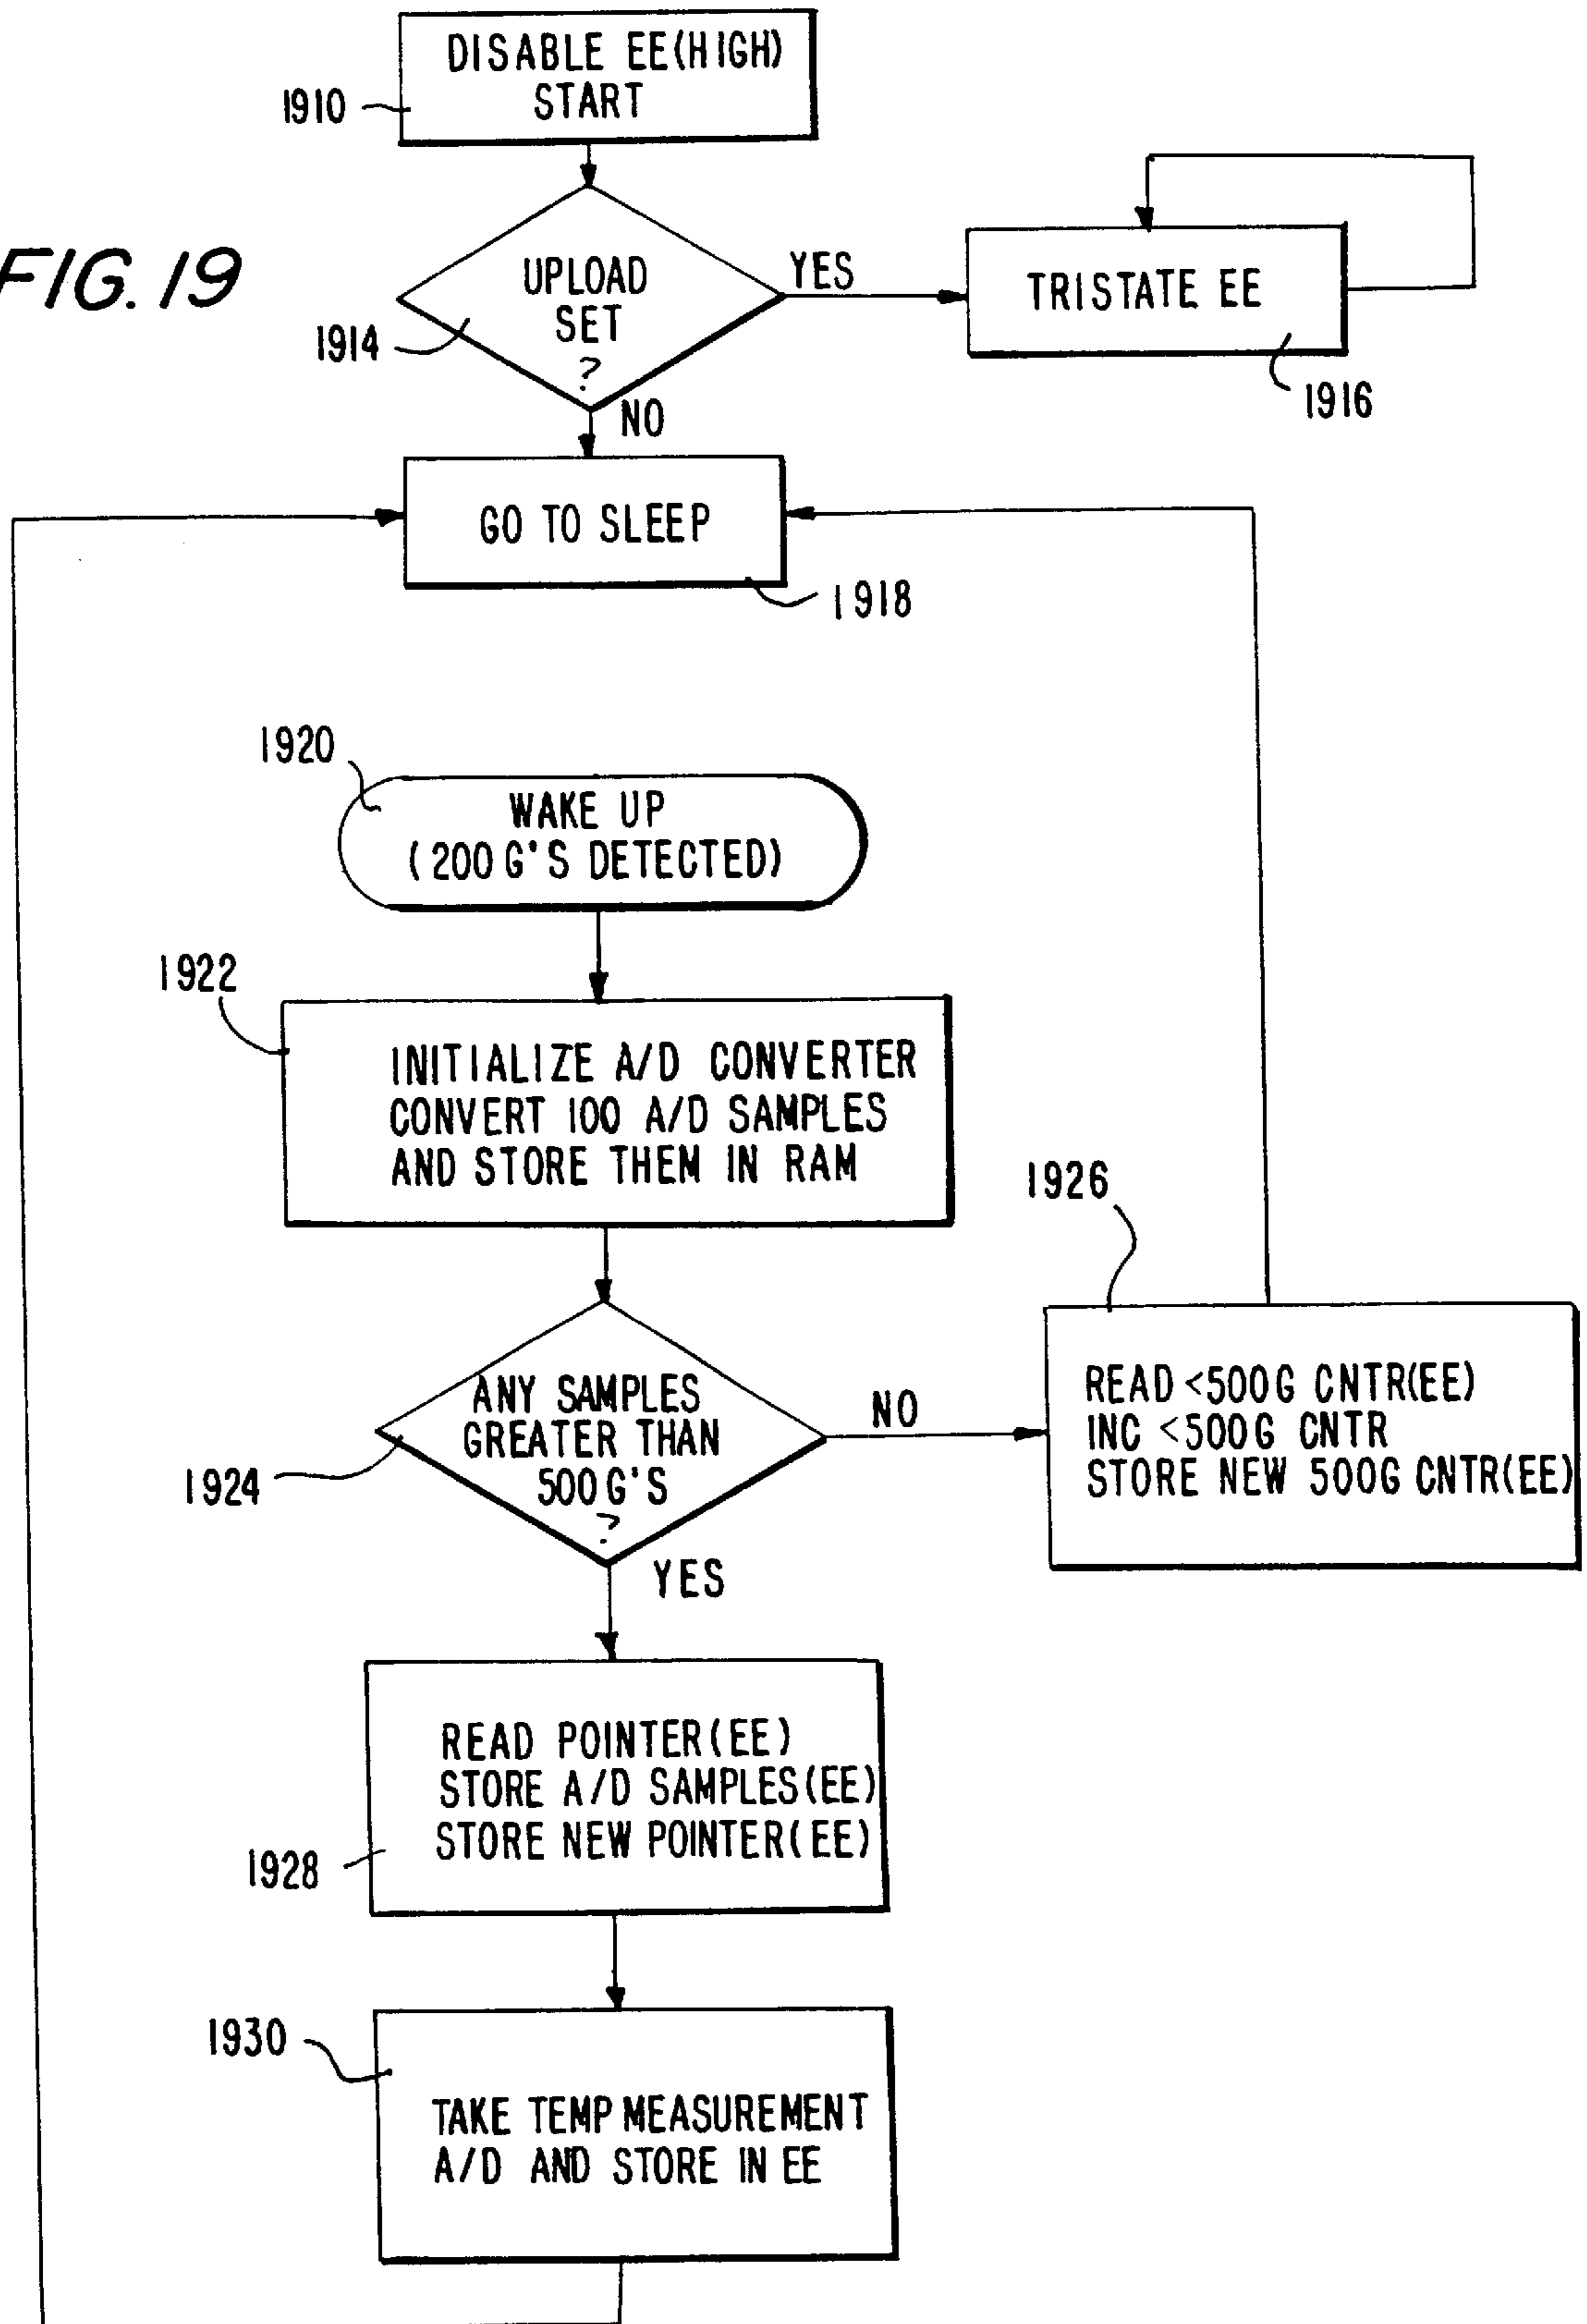 DISABLE EE(HIGH)
START
1910
FIG. 19
UPLOAD
SET
?
1914
YES
TRISTATE EE
1916
NO
GO TO SLEEP
1918
1920
WAKE UP
(200 G'S DETECTED)
1922
INITIALIZE A/D CONVERTER
CONVERT 100 A/D SAMPLES
AND STORE THEM IN RAM
ANY SAMPLES
GREATER THAN
500 G'S
?
1924
NO
1926
READ <500G CNTR(EE)
INC <500G CNTR
STORE NEW 500G CNTR(EE)
YES
READ POINTER(EE)
STORE A/D SAMPLES(EE)
STORE NEW POINTER(EE)
1928
1930
TAKE TEMP MEASUREMENT
A/D AND STORE IN EE